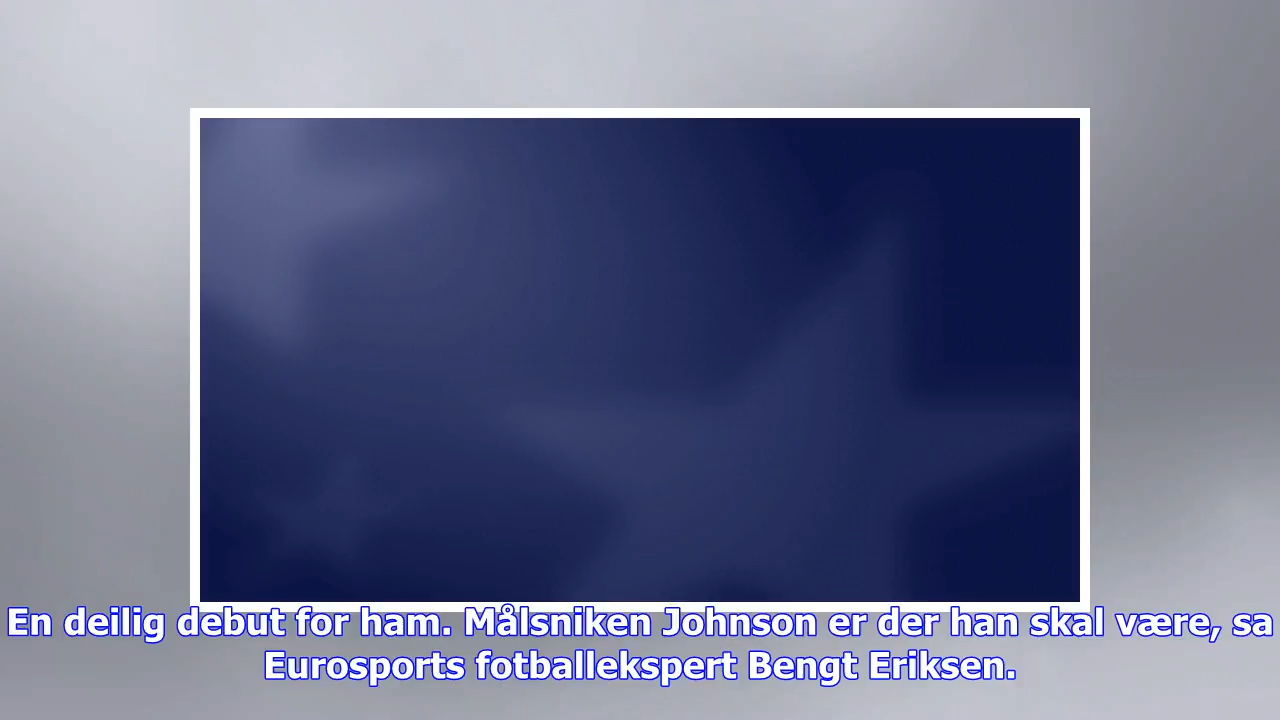 En deilig debut for ham. Målsniken Johnson er der han skal være, sa
Eurosports fotballekspert Bengt Eriksen.